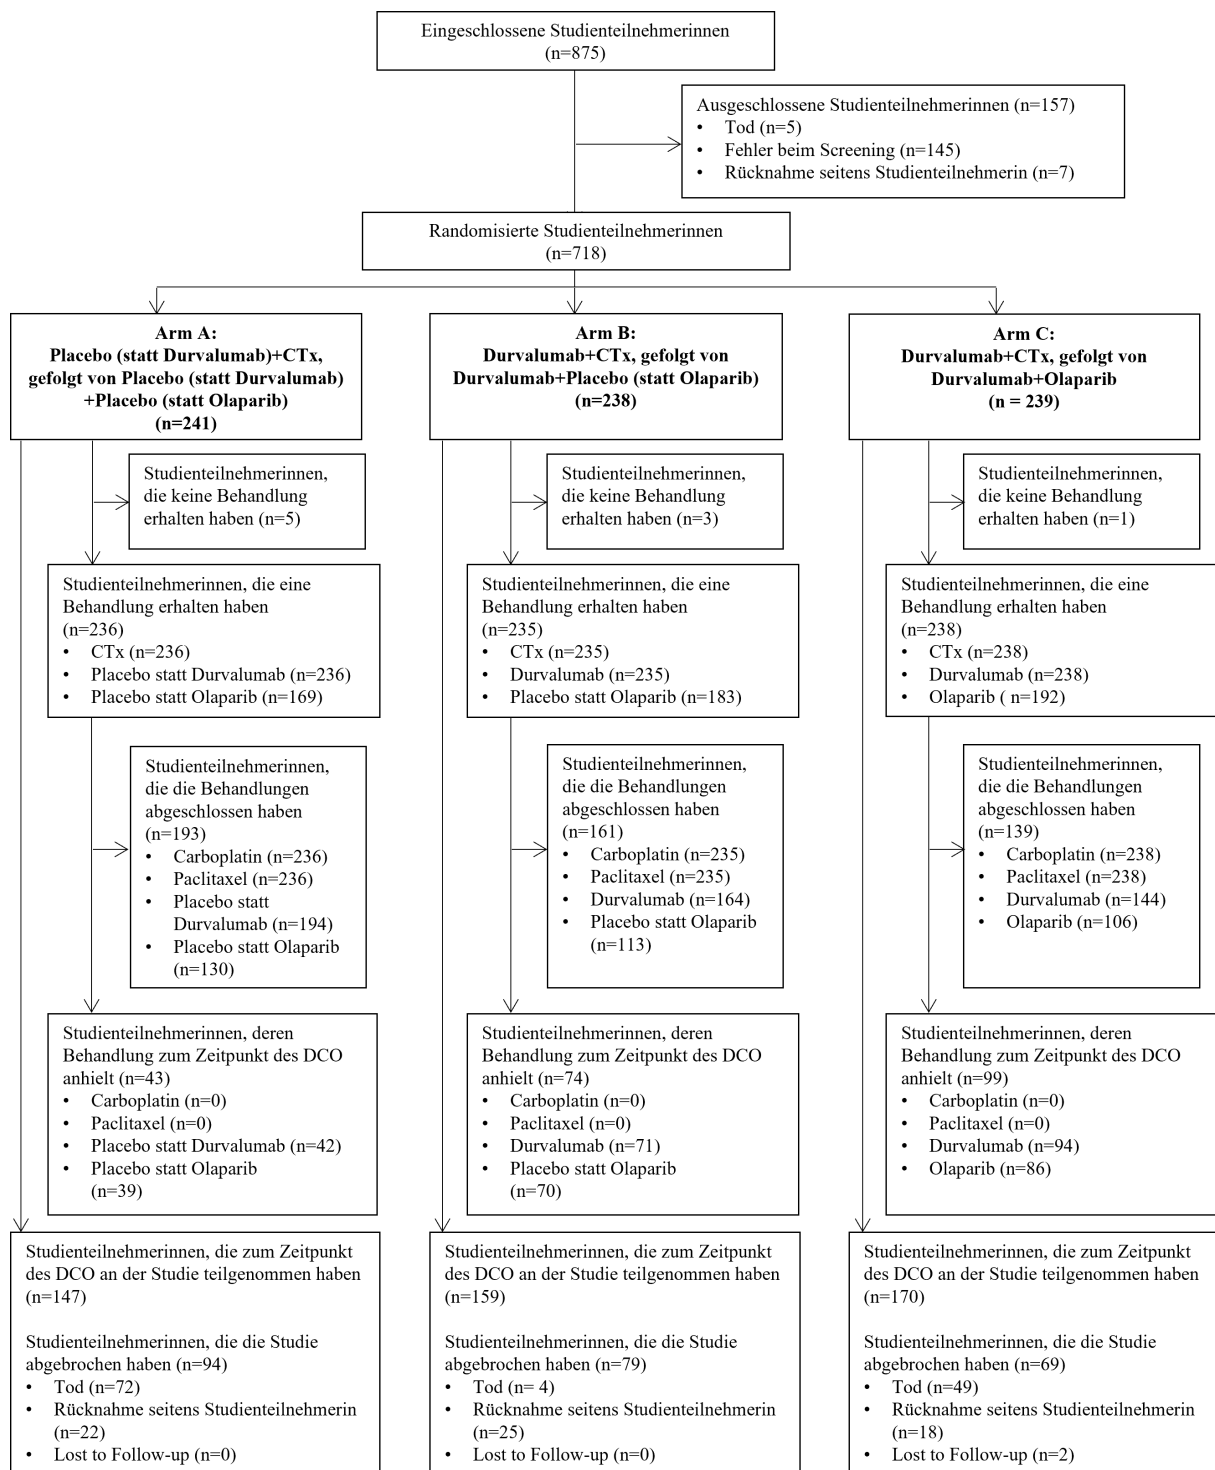 Eingeschlossene Studienteilnehmerinnen
(n=875)
Ausgeschlossene Studienteilnehmerinnen (n=157)
• Tod (n=5)
• Fehler beim Screening (n=145)
• Rücknahme seitens Studienteilnehmerin (n=7)
Randomisierte Studienteilnehmerinnen
(n=718)
Arm A:
Placebo (statt Durvalumab)+CTx,
gefolgt von Placebo (statt Durvalumab)
+Placebo (statt Olaparib)
(n=241)
Arm B:
Durvalumab+CTx, gefolgt von
Durvalumab+Placebo (statt Olaparib)
(n=238)
Arm C:
Durvalumab+CTx, gefolgt von
Durvalumab+Olaparib
(n = 239)
Studienteilnehmerinnen,
die keine Behandlung
erhalten haben (n=5)
Studienteilnehmerinnen,
die keine Behandlung
erhalten haben (n=3)
Studienteilnehmerinnen,
die keine Behandlung
erhalten haben (n=1)
Studienteilnehmerinnen, die eine
Behandlung erhalten haben
(n=236)
• CTx (n=236)
• Placebo statt Durvalumab (n=236)
• Placebo statt Olaparib (n=169)
Studienteilnehmerinnen, die eine
Behandlung erhalten haben
(n=235)
• CTx (n=235)
• Durvalumab (n=235)
• Placebo statt Olaparib (n=183)
Studienteilnehmerinnen, die eine
Behandlung erhalten haben
(n=238)
• CTx (n=238)
• Durvalumab (n=238)
• Olaparib ( n=192)
Studienteilnehmerinnen,
die die Behandlungen
abgeschlossen haben
(n=193)
• Carboplatin (n=236)
• Paclitaxel (n=236)
• Placebo statt
Durvalumab (n=194)
• Placebo statt Olaparib
(n=130)
Studienteilnehmerinnen,
die die Behandlungen
abgeschlossen haben
(n=161)
• Carboplatin (n=235)
• Paclitaxel (n=235)
• Durvalumab (n=164)
• Placebo statt Olaparib
(n=113)
Studienteilnehmerinnen,
die die Behandlungen
abgeschlossen haben
(n=139)
• Carboplatin (n=238)
• Paclitaxel (n=238)
• Durvalumab (n=144)
• Olaparib (n=106)
Studienteilnehmerinnen, deren
Behandlung zum Zeitpunkt des DCO
anhielt (n=43)
• Carboplatin (n=0)
• Paclitaxel (n=0)
• Placebo statt Durvalumab (n=42)
• Placebo statt Olaparib
(n=39)
Studienteilnehmerinnen, deren
Behandlung zum Zeitpunkt des DCO
anhielt (n=74)
• Carboplatin (n=0)
• Paclitaxel (n=0)
• Durvalumab (n=71)
• Placebo statt Olaparib
(n=70)
Studienteilnehmerinnen, deren
Behandlung zum Zeitpunkt des DCO
anhielt (n=99)
• Carboplatin (n=0)
• Paclitaxel (n=0)
• Durvalumab (n=94)
• Olaparib (n=86)
Studienteilnehmerinnen, die zum Zeitpunkt
des DCO an der Studie teilgenommen haben
(n=147)
Studienteilnehmerinnen, die die Studie
abgebrochen haben (n=94)
• Tod (n=72)
• Rücknahme seitens Studienteilnehmerin
(n=22)
• Lost to Follow-up (n=0)
Studienteilnehmerinnen, die zum Zeitpunkt
des DCO an der Studie teilgenommen haben
(n=159)
Studienteilnehmerinnen, die die Studie
abgebrochen haben (n=79)
• Tod (n= 4)
• Rücknahme seitens Studienteilnehmerin
(n=25)
• Lost to Follow-up (n=0)
Studienteilnehmerinnen, die zum Zeitpunkt
des DCO an der Studie teilgenommen haben
(n=170)
Studienteilnehmerinnen, die die Studie
abgebrochen haben (n=69)
• Tod (n=49)
• Rücknahme seitens Studienteilnehmerin
(n=18)
• Lost to Follow-up (n=2)